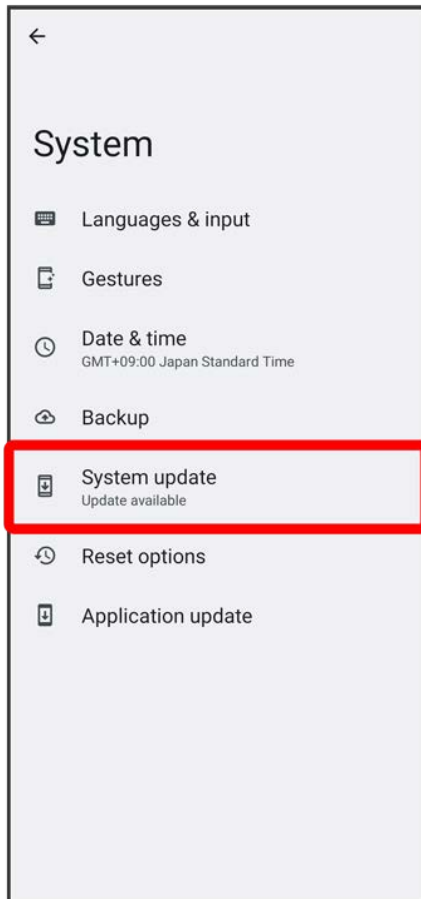 System
Languages & input
Gestures
Date & time
GMT+09:00 Japan Standard Time
Backup
System update
Update available
Reset options
Application update